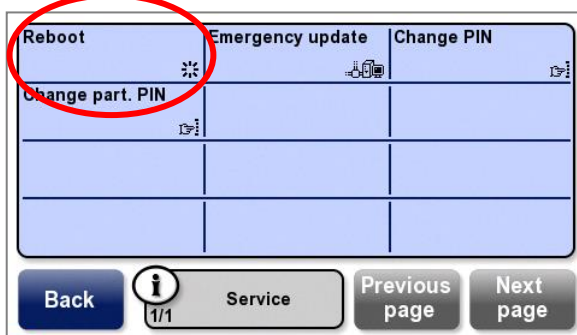 Reboot
Emergency update
Change PIN
Change part. PIN
Back
i
1/1
Service
Previous
page
Next
page